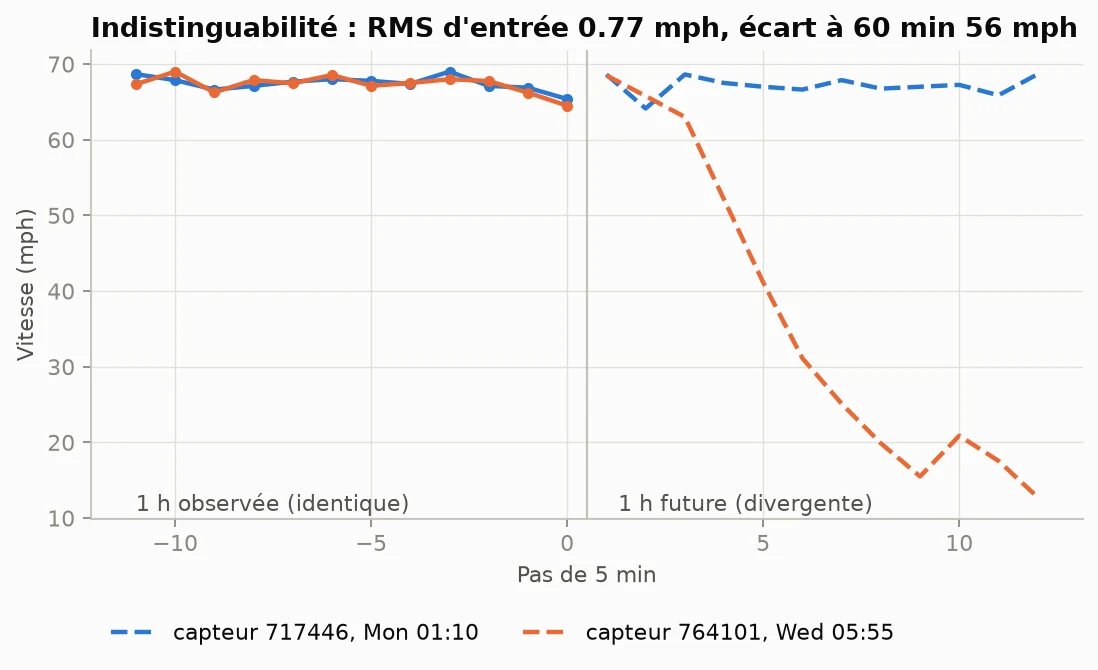 Indistinguabilité : RMS d'entrée 0.77 mph, écart à 60 min 56 mph
70
60
50
40
30
20
10
Vitesse (mph)
1 h observée (identique)
1 h future (divergente)
−10
−5
0
5
10
Pas de 5 min
capteur 717446, Mon 01:10
capteur 764101, Wed 05:55